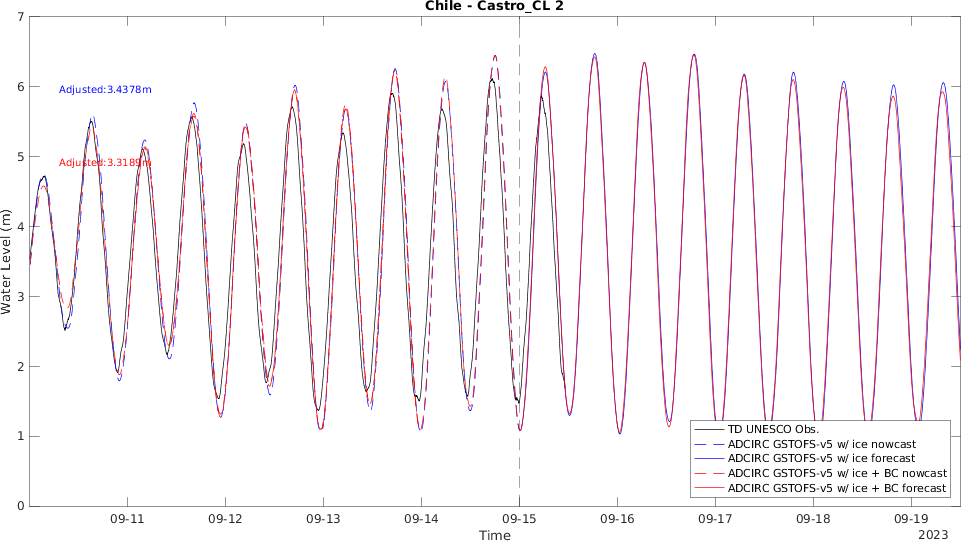 Chile - Castro_CL 2
7
6
5
4
3
2
1
0
Water Level (m)
Adjusted:3.4378m
Adjusted:3.3189m
TD UNESCO Obs.
ADCIRC GSTOFS-v5 w/ ice nowcast
ADCIRC GSTOFS-v5 w/ ice forecast
ADCIRC GSTOFS-v5 w/ ice + BC nowcast
ADCIRC GSTOFS-v5 w/ ice + BC forecast
09-11 09-12 09-13 09-14 09-15 09-16 09-17 09-18 09-19
Time
2023